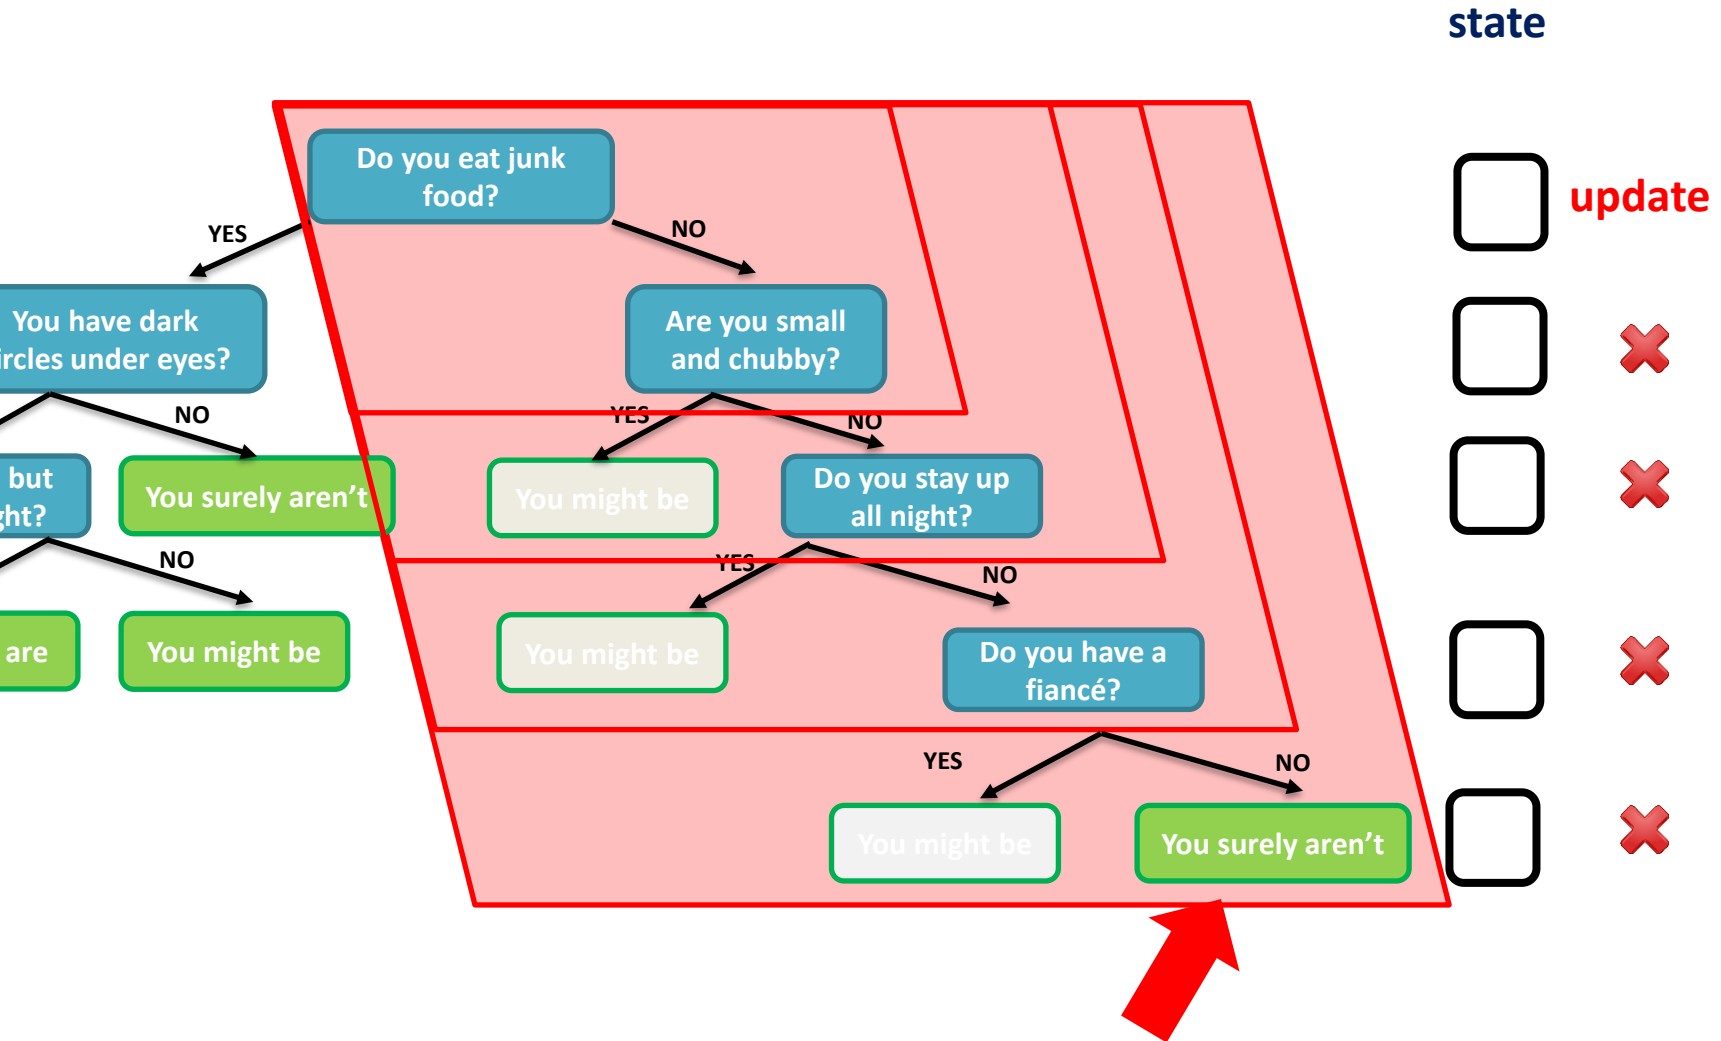 state
Do you eat junk
food?
update
YES
NO
You have dark
ircles under eyes?
Are you small
and chubby?
NO
YES
NO
but
ght?
You surely aren't
You might be
Do you stay up
all night?
NO
YES
NO
are
You might be
You might be
Do you have a
fiancé?
YES
NO
You might be
You surely aren't